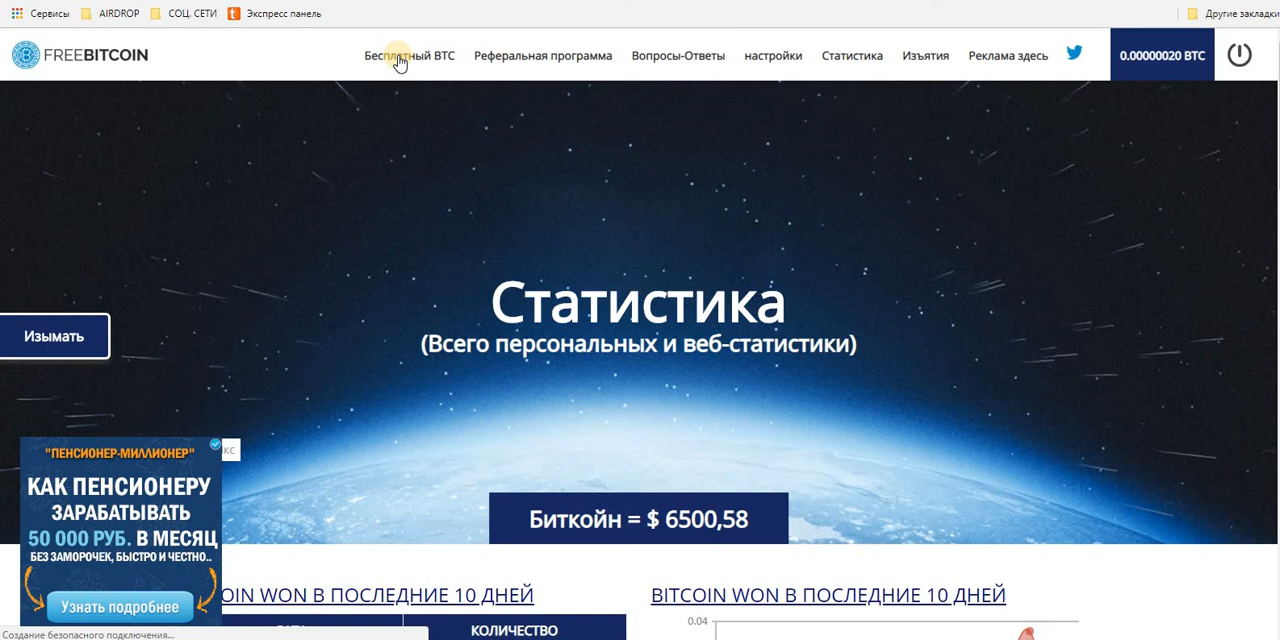 Сервисы AIRDROP СОЦ. СЕТИ Экспресс панель Другие закладки
FREEBITCOIN Бесплатный BTC Реферальная программа Вопросы-Ответы настройки Статистика Изъятия Реклама здесь 0.00000020 BTC
Статистика
(Всего персональных и веб-статистики)
Изымать
Биткойн = $ 6500,58
"ПЕНСИОНЕР-МИЛЛИОНЕР"
КАК ПЕНСИОНЕРУ
ЗАРАБАТЫВАТЬ
50 000 РУБ. В МЕСЯЦ
БЕЗ ЗАМОРОЧЕК, БЫСТРО И ЧЕСТНО..
Узнать подробнее
OIN WON В ПОСЛЕДНИЕ 10 ДНЕЙ
BITCOIN WON В ПОСЛЕДНИЕ 10 ДНЕЙ
КОЛИЧЕСТВО
0.04
Создание безопасного подключения...